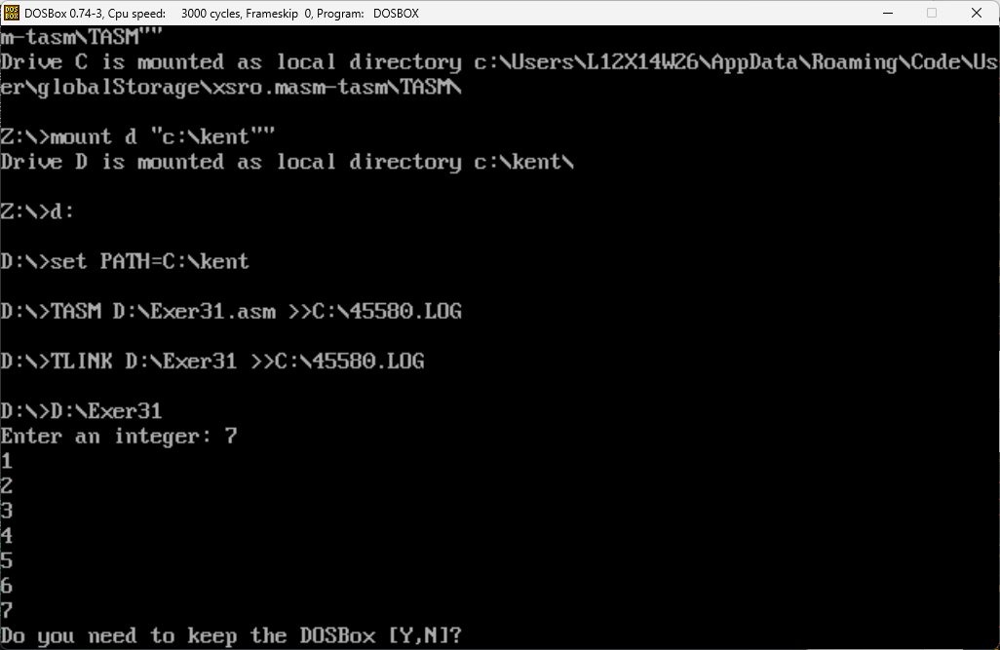 DOSBox 0.74-3, Cpu speed: 3000 cycles, Frameskip 0, Program: DOSBOX
m-tasm\TASM""
Drive C is mounted as local directory c:\Users\L12X14W26\AppData\Roaming\Code\Us
er\globalStorage\xsro.masm-tasm\TASM\
Z:\>mount d "c:\kent""
Drive D is mounted as local directory c:\kent\
Z:\>d:
D:\>set PATH=C:\kent
D:\>TASM D:\Exer31.asm >>C:\45580.LOG
D:\>TLINK D:\Exer31 >>C:\45580.LOG
D:\>D:\Exer31
Enter an integer: 7
1
2
3
4
5
6
7
Do you need to keep the DOSBox [Y,N]?